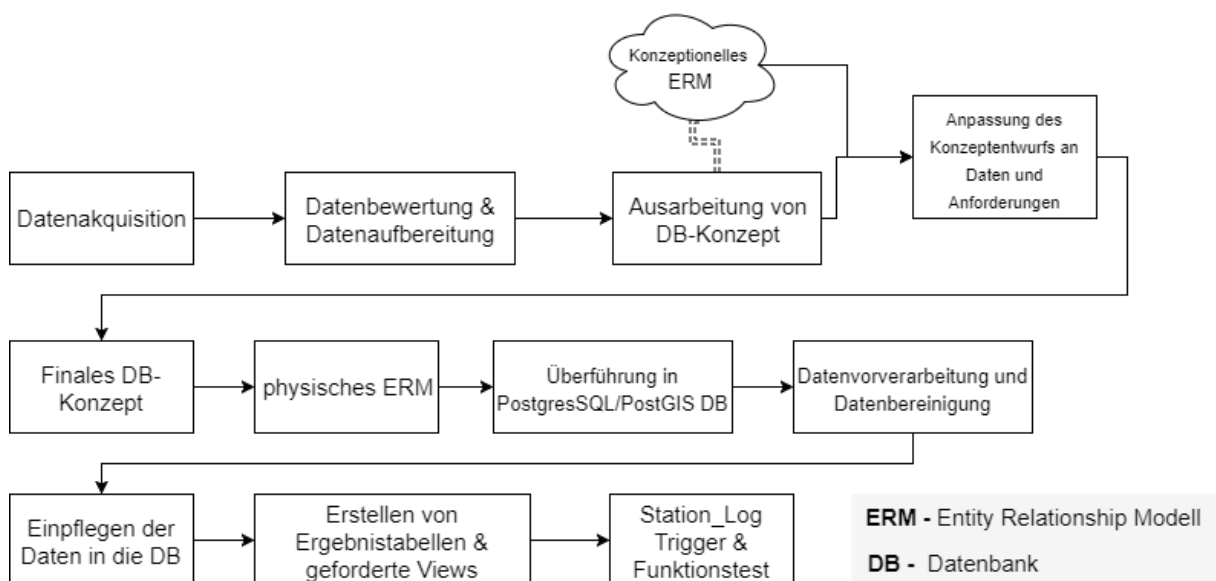 Konzeptionelles
ERM
Anpassung des
Konzeptentwurfs an
Daten und
Anforderungen
Datenakquisition
Datenbewertung &
Datenaufbereitung
Ausarbeitung von
DB-Konzept
Finales DB-
Konzept
physisches ERM
Überführung in
PostgresSQL/PostGIS DB
Datenvorverarbeitung und
Datenbereinigung
Einpflegen der
Daten in die DB
Erstellen von
Ergebnistabellen &
geforderte Views
Station_Log
Trigger &
Funktionstest
ERM - Entity Relationship Modell
DB - Datenbank